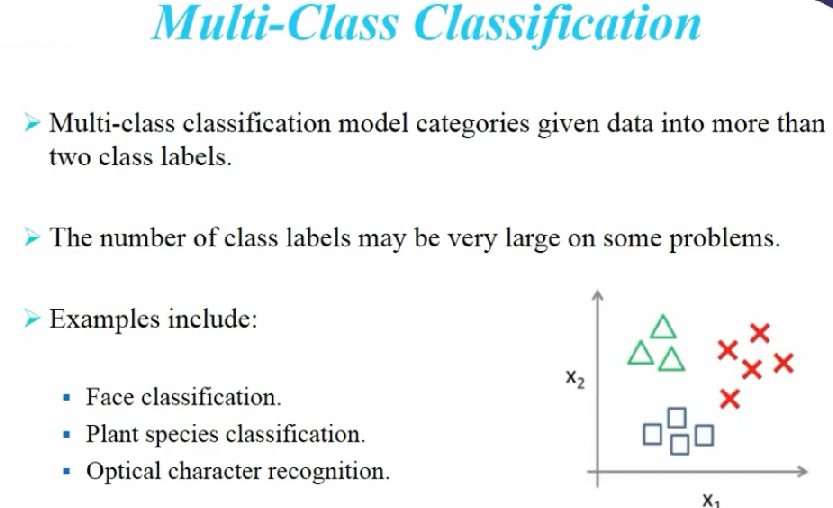 Multi-Class Classification
Multi-class classification model categories given data into more than
two class labels.
The number of class labels may be very large on some problems.
Examples include:
Face classification.
Plant species classification.
Optical character recognition.
X₂
X₁